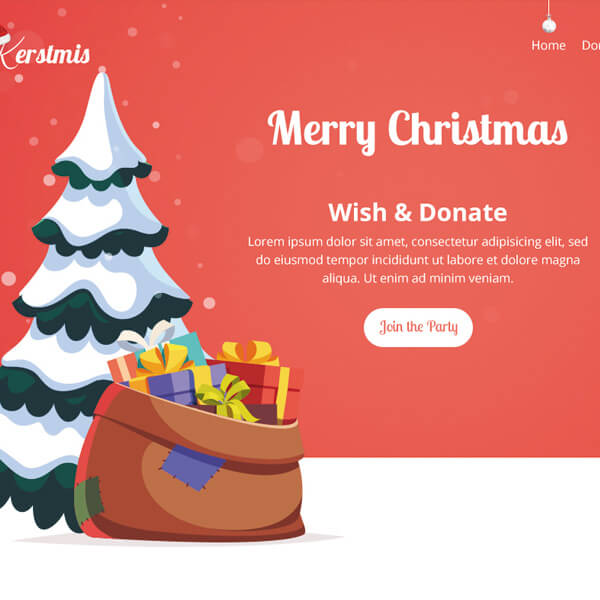 Kerstmis
Home
Merry Christmas
Wish & Donate
Lorem ipsum dolor sit amet, consectetur adipisicing elit, sed
do eiusmod tempor incididunt ut labore et dolore magna
aliqua. Ut enim ad minim veniam.
Join the Party